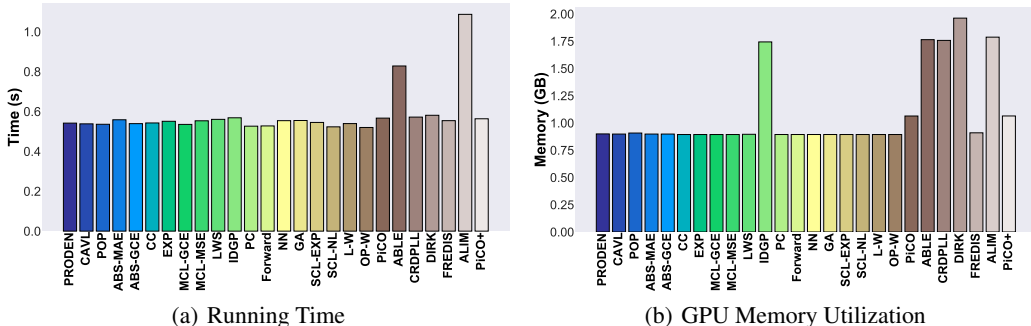 Time (s)
1.0
0.8
0.6
0.4
0.2
0.0
PRODEN
CAVL
POP
ABS-MAE
ABS-GCE
CC
EXP
MCL-GCE
MCL-MSE
LWS
IDGP
PC
Forward
NN
GA
SCL-EXP
SCL-NL
L-W
OP-W
PiCO
ABLE
CRDPLL
DIRK
FREDIS
ALIM
PiCO+
(a) Running Time
Memory (GB)
2.00
1.75
1.50
1.25
1.00
0.75
0.50
0.25
0.00
PRODEN
CAVL
POP
ABS-MAE
ABS-GCE
CC
EXP
MCL-GCE
MCL-MSE
LWS
IDGP
PC
Forward
NN
GA
SCL-EXP
SCL-NL
L-W
OP-W
PiCO
ABLE
CRDPLL
DIRK
FREDIS
ALIM
PiCO+
(b) GPU Memory Utilization